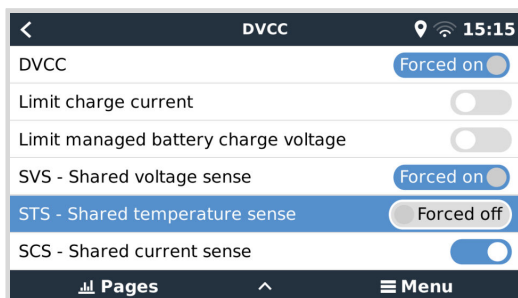 DVCC 15:15
DVCC Forced on
Limit charge current
Limit managed battery charge voltage
SVS - Shared voltage sense Forced on
STS - Shared temperature sense Forced off
SCS - Shared current sense
Pages Menu